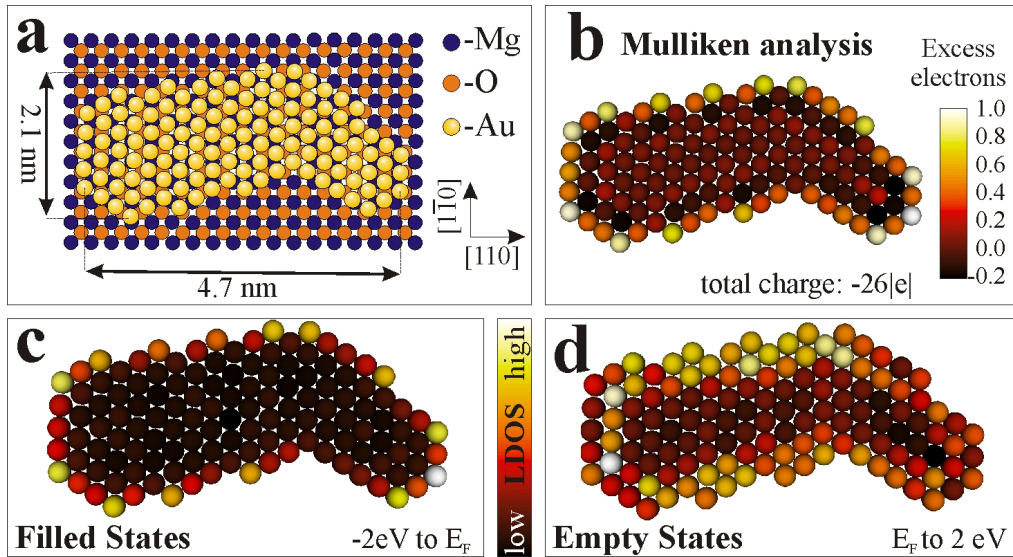 a
-Mg
-O
-Au
2.1 nm
[11̅0]
[110]
4.7 nm
b Mulliken analysis
Excess
electrons
1.0
0.8
0.6
0.4
0.2
0.0
-0.2
total charge: -26|e|
c
Filled States
-2eV to E_F
low LDOS high
d
Empty States
E_F to 2 eV